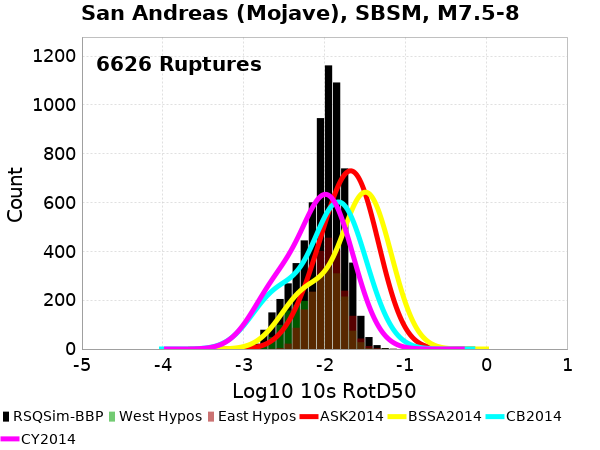 San Andreas (Mojave), SBSM, M7.5-8
6626 Ruptures
1200
1000
800
600
400
200
0
Count
-5 -4 -3 -2 -1 0 1
Log10 10s RotD50
RSQSim-BBP West Hypos East Hypos ASK2014 BSSA2014 CB2014
CY2014